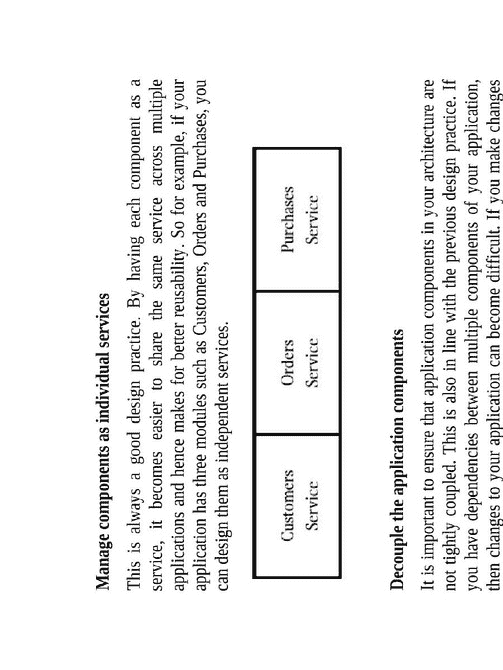 Manage components as individual services
This is always a good design practice. By having each component as a
service, it becomes easier to share the same service across multiple
applications and hence makes for better reusability. So for example, if your
application has three modules such as Customers, Orders and Purchases, you
can design them as independent services.
Customers Orders Purchases
Service Service Service
Decouple the application components
It is important to ensure that application components in your architecture are
not tightly coupled. This is also in line with the previous design practice. If
you have dependencies between multiple components of your application,
then changes to your application can become difficult. If you make changes